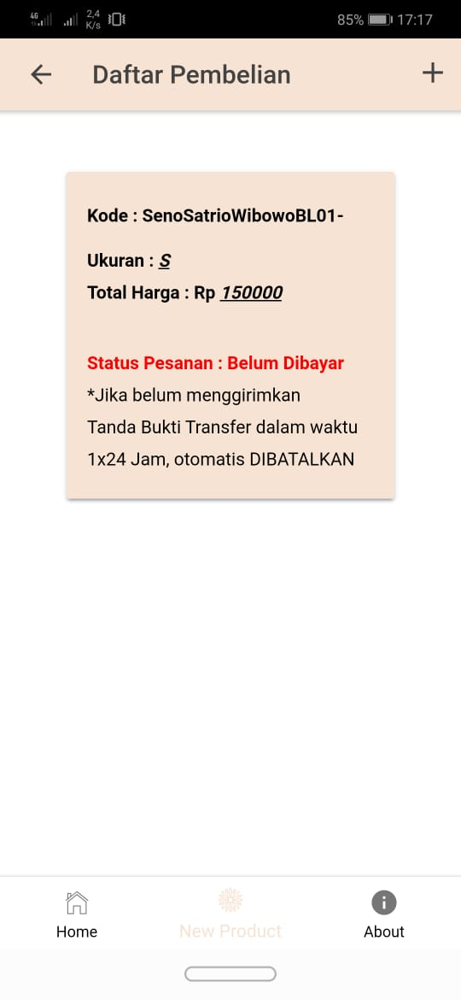 4G 2,4 K/s 85% 17:17
Daftar Pembelian
Kode : SenoSatrioWibowoBL01-
Ukuran : S
Total Harga : Rp 150000
Status Pesanan : Belum Dibayar
*Jika belum menggirimkan
Tanda Bukti Transfer dalam waktu
1x24 Jam, otomatis DIBATALKAN
Home New Product About